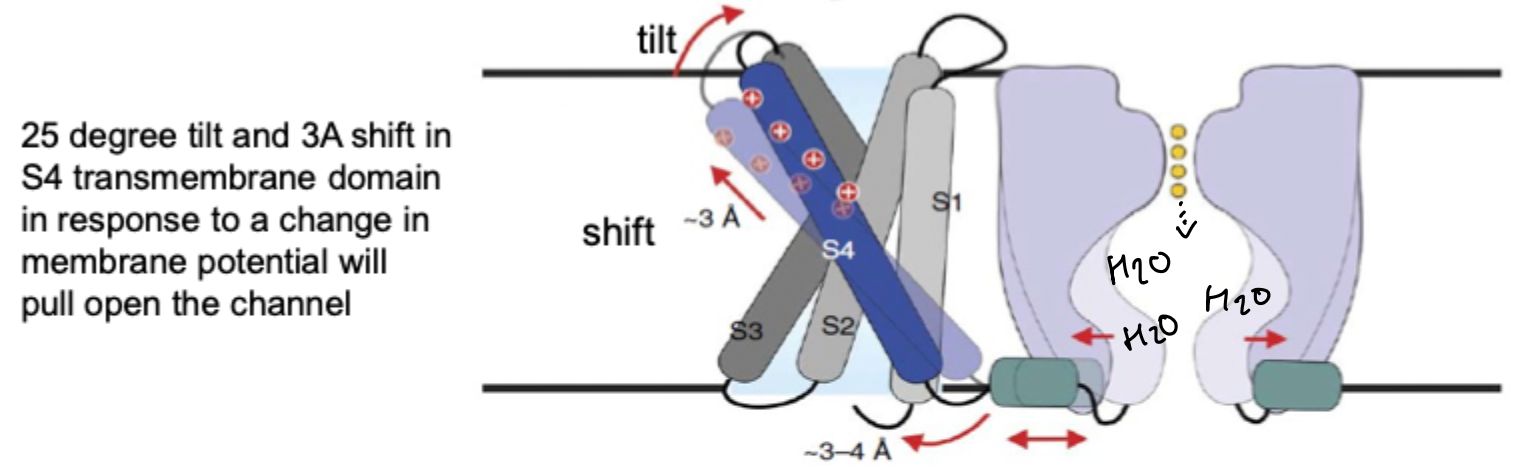 tilt
25 degree tilt and 3A shift in
S4 transmembrane domain
in response to a change in
membrane potential will
pull open the channel
shift
~3 Å
S1
S4
S3
S2
H2O
H2O
H2O
~3–4 Å